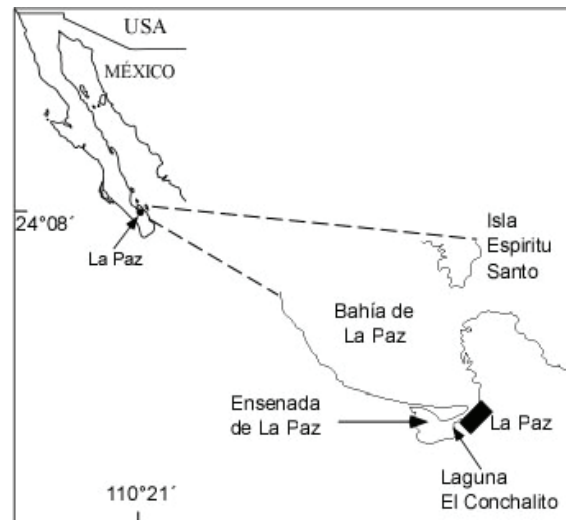 USA
MÉXICO
24°08´
La Paz
Isla
Espiritu
Santo
Bahía de
La Paz
Ensenada
de La Paz
La Paz
Laguna
El Conchalito
110°21´